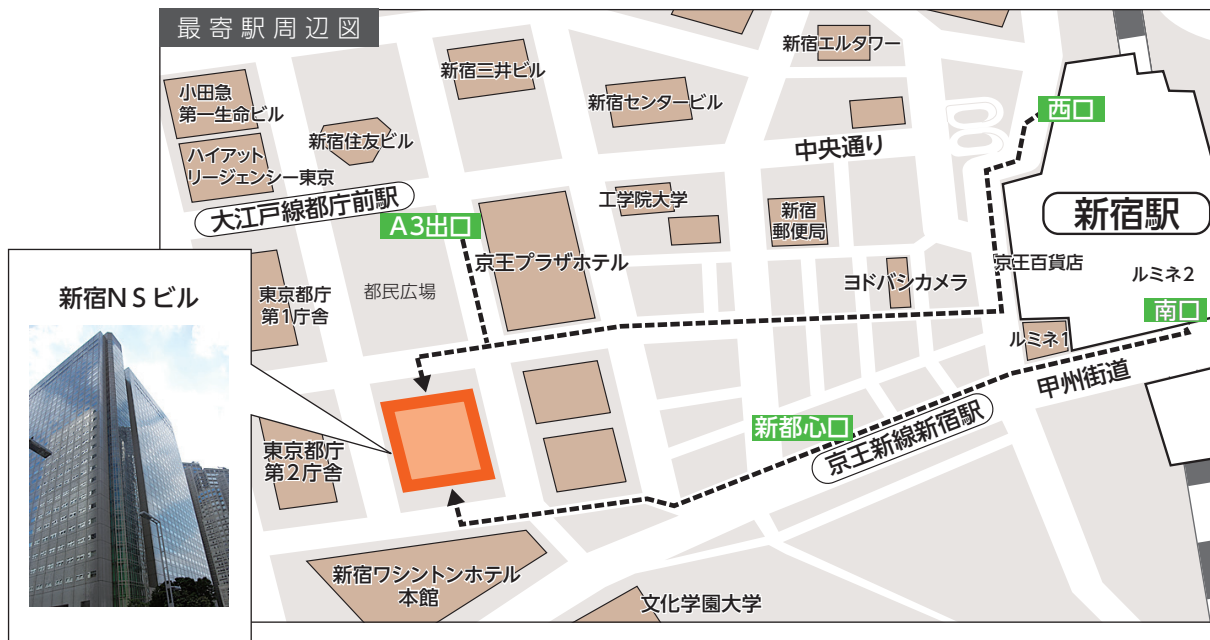 最寄駅周辺図
新宿エルタワー
新宿三井ビル
小田急
第一生命ビル
新宿センタービル
西口
新宿住友ビル
中央通り
ハイアット
リージェンシー東京
大江戸線都庁前駅
工学院大学
新宿
郵便局
新宿駅
A3出口
京王プラザホテル
京王百貨店
ルミネ2
ヨドバシカメラ
新宿NSビル
東京都庁
第1庁舎
都民広場
南口
ルミネ1
甲州街道
新都心口
京王新線新宿駅
東京都庁
第2庁舎
新宿ワシントンホテル
本館
文化学園大学